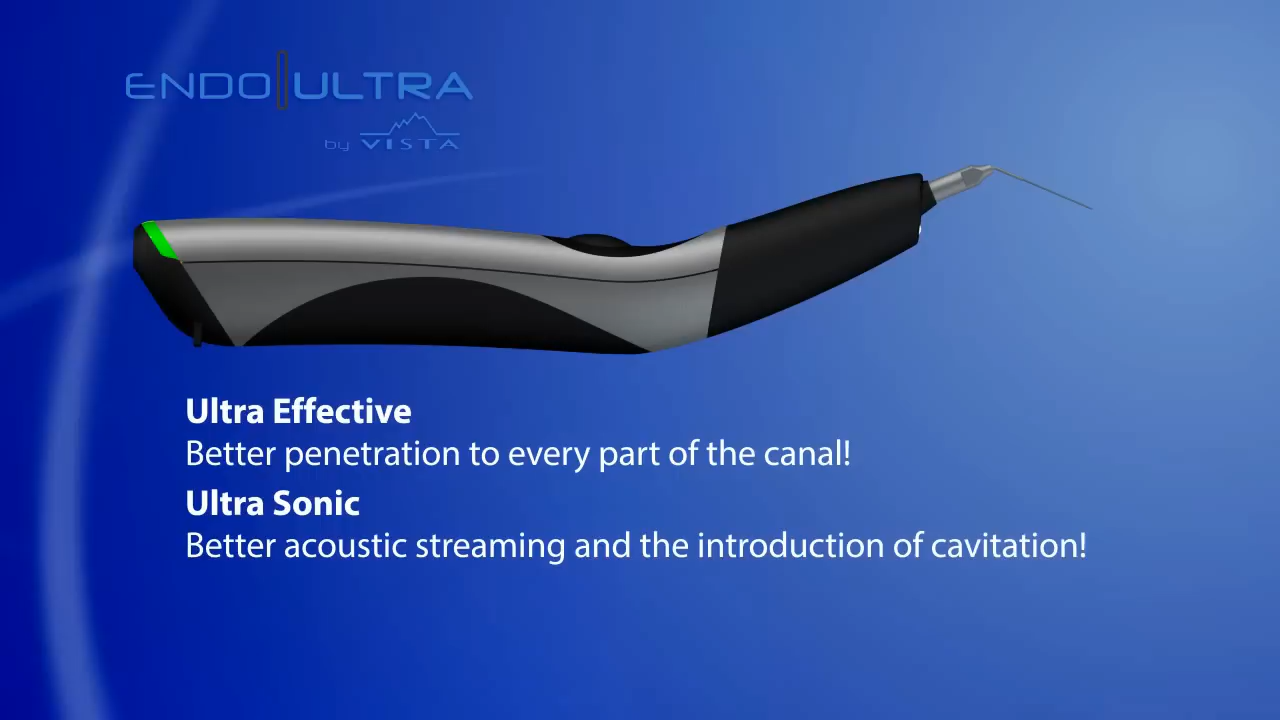 ENDO ULTRA
by VISTA
Ultra Effective
Better penetration to every part of the canal!
Ultra Sonic
Better acoustic streaming and the introduction of cavitation!